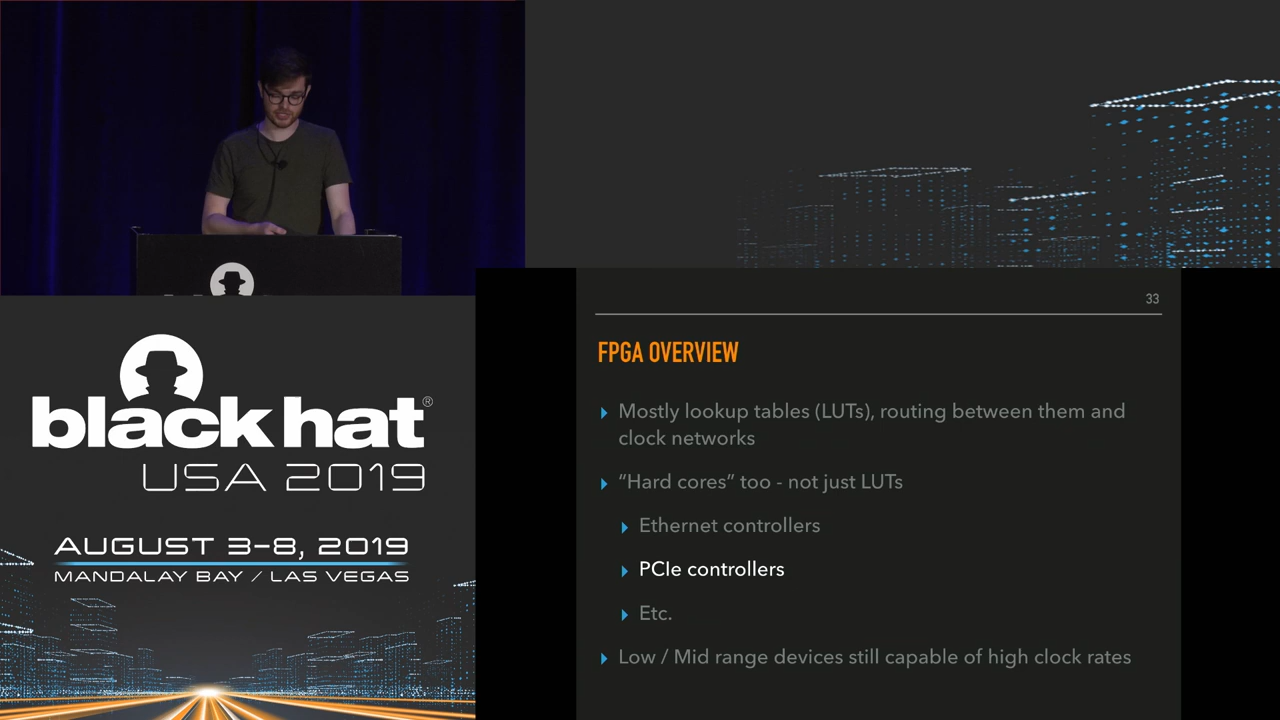 black hat®
USA 2019
AUGUST 3-8, 2019
MANDALAY BAY / LAS VEGAS
33
FPGA OVERVIEW
Mostly lookup tables (LUTs), routing between them and
clock networks
“Hard cores” too - not just LUTs
Ethernet controllers
PCIe controllers
Etc.
Low / Mid range devices still capable of high clock rates